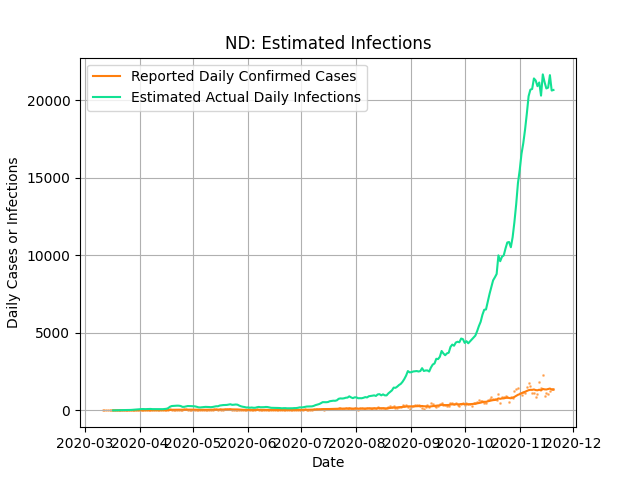 ND: Estimated Infections
Reported Daily Confirmed Cases
Estimated Actual Daily Infections
Daily Cases or Infections
20000
15000
10000
5000
0
2020-03 2020-04 2020-05 2020-06 2020-07 2020-08 2020-09 2020-10 2020-11 2020-12
Date